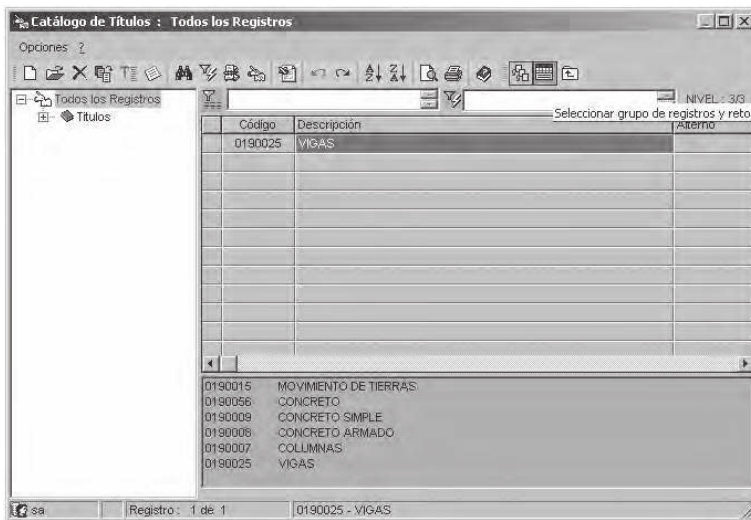 Catálogo de Títulos : Todos los Registros
Opciones ?
Todos los Registros
Títulos
NIVEL : 3/3
Seleccionar grupo de registros y reto
Código Descripción Alterno
0190025 VIGAS
0190015 MOVIMIENTO DE TIERRAS
0190056 CONCRETO
0190009 CONCRETO SIMPLE
0190008 CONCRETO ARMADO
0190007 COLUMNAS
0190025 VIGAS
sa Registro : 1 de 1 0190025 - VIGAS